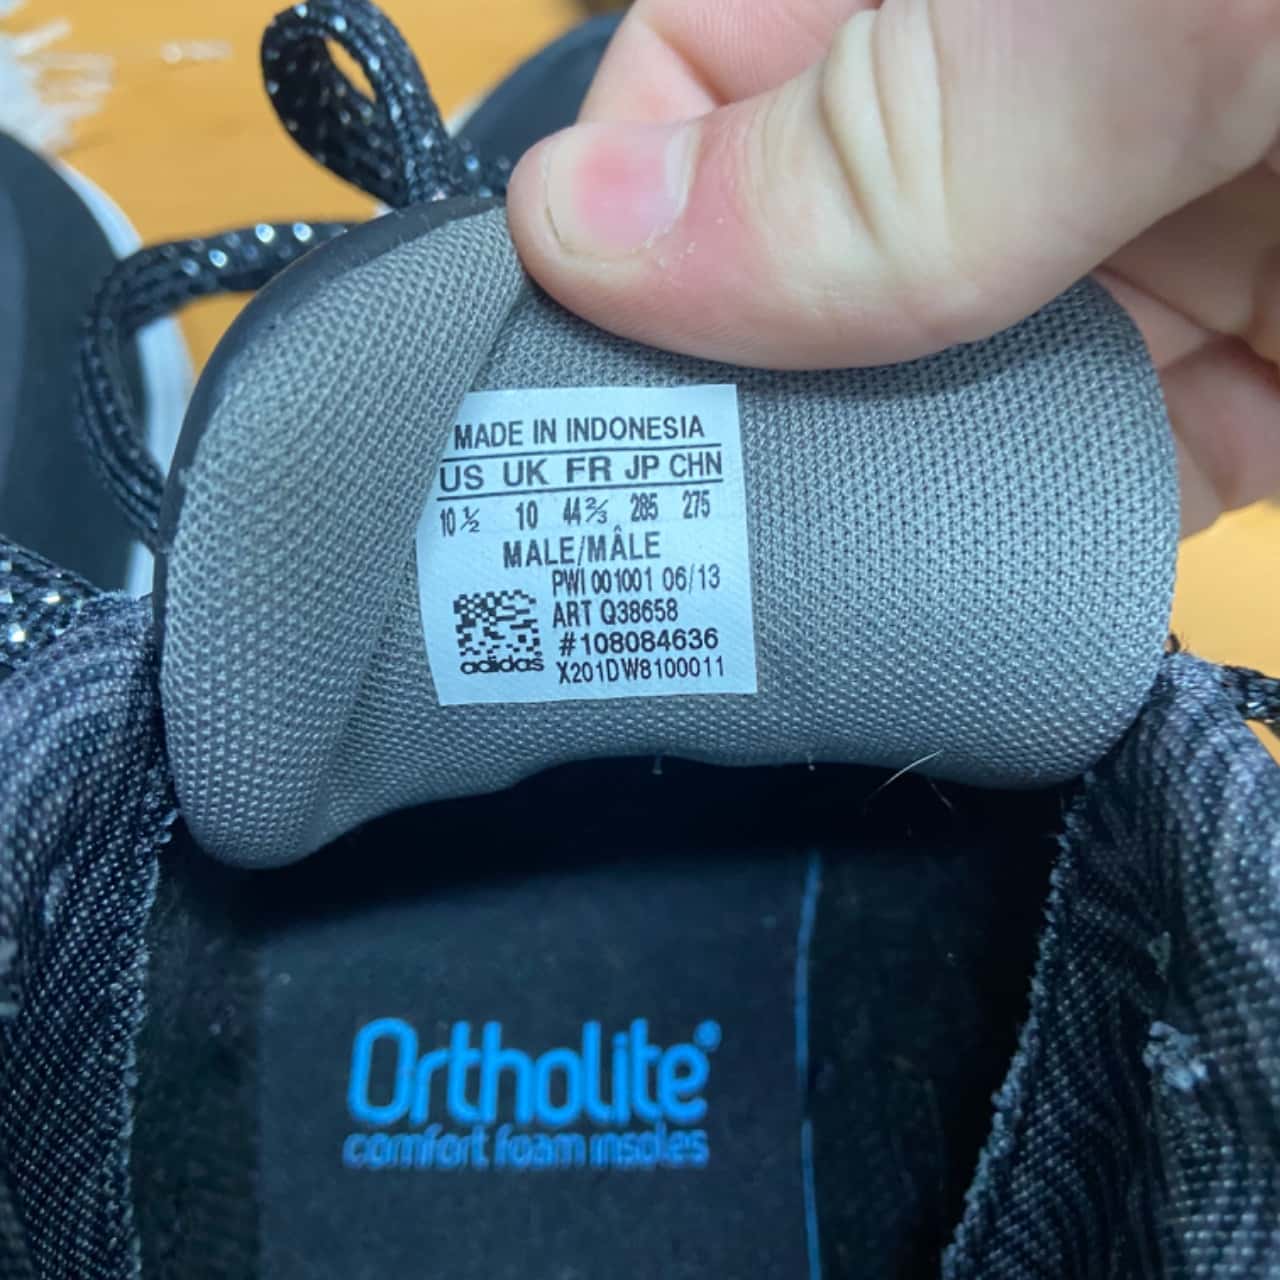 MADE IN INDONESIA
US UK FR JP CHN
10 ½ 10 44 ⅔ 285 275
MALE/MÂLE
PWI 001001 06/13
ART Q38658
#108084636
adidas X201DW8100011
Ortholite®
comfort foam insoles